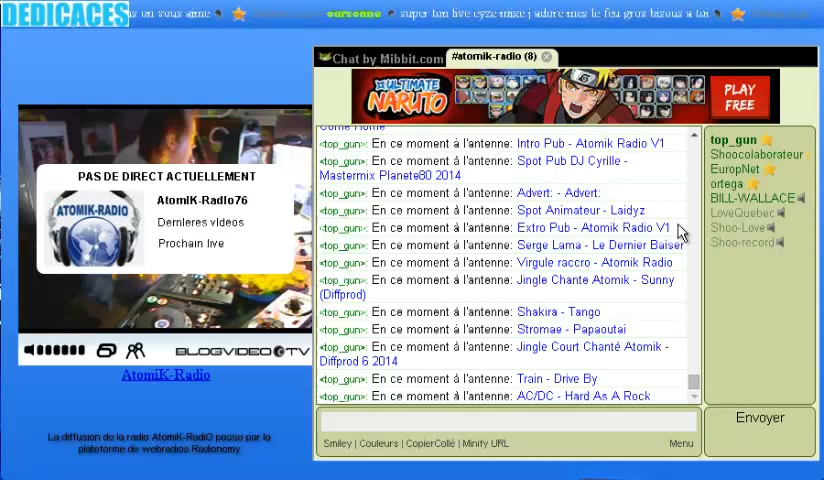 DEDICACES
ns on vous aime
oursonne
super ton live cyze mixe j adore mes le feu gros bisous a toi
Chat by Mibbit.com
#atomik-radio (8)
ULTIMATE
NARUTO
PLAY
FREE
Come Home
<top_gun>: En ce moment à l'antenne: Intro Pub - Atomik Radio V1
<top_gun>: En ce moment à l'antenne: Spot Pub DJ Cyrille -
Mastermix Planete80 2014
<top_gun>: En ce moment à l'antenne: Advert: - Advert:
<top_gun>: En ce moment à l'antenne: Spot Animateur - Laidyz
<top_gun>: En ce moment à l'antenne: Extro Pub - Atomik Radio V1
<top_gun>: En ce moment à l'antenne: Serge Lama - Le Dernier Baiser
<top_gun>: En ce moment à l'antenne: Virgule raccro - Atomik Radio
<top_gun>: En ce moment à l'antenne: Jingle Chante Atomik - Sunny
(Diffprod)
<top_gun>: En ce moment à l'antenne: Shakira - Tango
<top_gun>: En ce moment à l'antenne: Stromae - Papaoutai
<top_gun>: En ce moment à l'antenne: Jingle Court Chanté Atomik -
Diffprod 6 2014
<top_gun>: En ce moment à l'antenne: Train - Drive By
<top_gun>: En ce moment à l'antenne: AC/DC - Hard As A Rock
top_gun
Shoocolaborateur
EuropNet
ortega
BILL-WALLACE
LoveQuebec
Shoo-Love
Shoo-record
Envoyer
Smiley | Couleurs | CopierCollé | Minify URL
Menu
PAS DE DIRECT ACTUELLEMENT
ATOMIK-RADIO
AtomIK-RadIo76
Dernieres videos
Prochain live
BLOGVIDEO TV
AtomiK-Radio
La diffusion de la radio AtomiK-RadiO passe par la
plateforme de webradios Radionomy